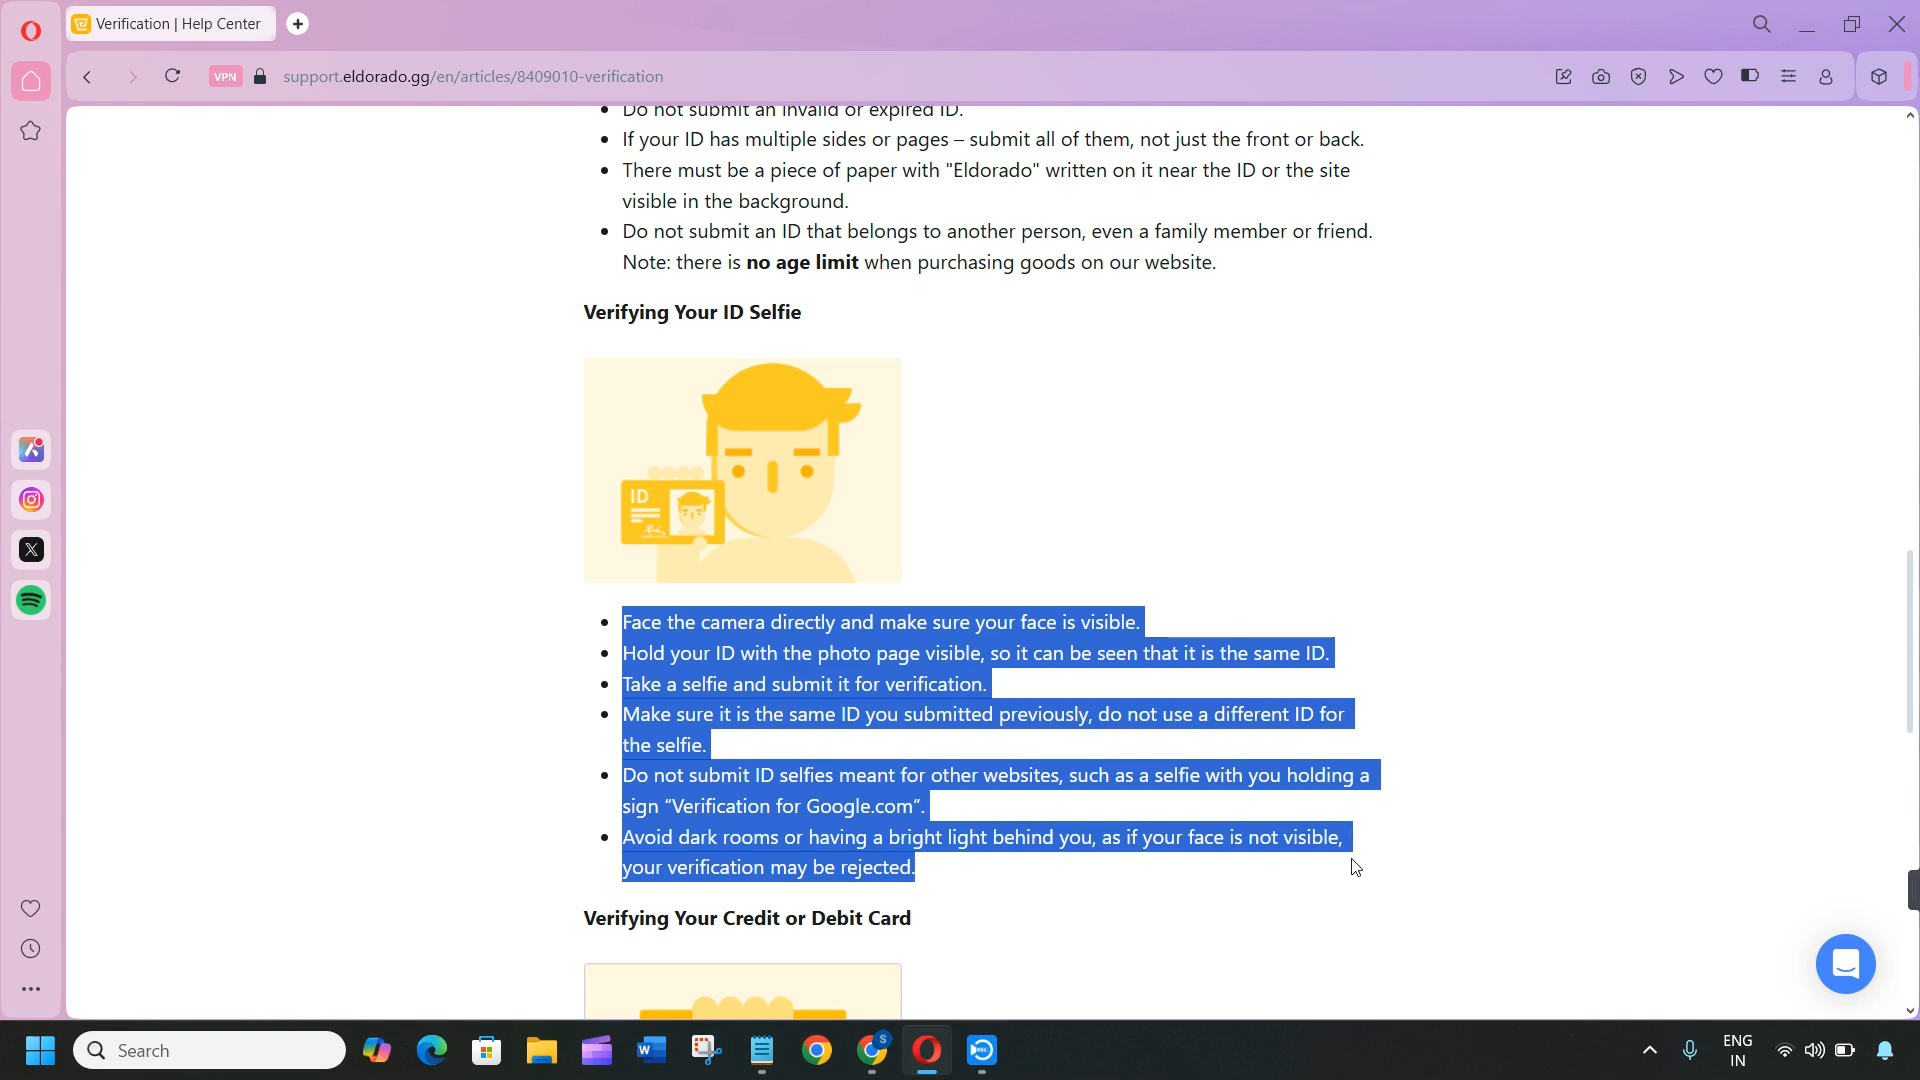 Verification | Help Center
VPN
support.eldorado.gg/en/articles/8409010-verification
Do not submit an invalid or expired ID.
If your ID has multiple sides or pages – submit all of them, not just the front or back.
There must be a piece of paper with "Eldorado" written on it near the ID or the site
visible in the background.
Do not submit an ID that belongs to another person, even a family member or friend.
Note: there is no age limit when purchasing goods on our website.
Verifying Your ID Selfie
ID
Face the camera directly and make sure your face is visible.
Hold your ID with the photo page visible, so it can be seen that it is the same ID.
Take a selfie and submit it for verification.
Make sure it is the same ID you submitted previously, do not use a different ID for
the selfie.
Do not submit ID selfies meant for other websites, such as a selfie with you holding a
sign “Verification for Google.com”.
Avoid dark rooms or having a bright light behind you, as if your face is not visible,
your verification may be rejected.
Verifying Your Credit or Debit Card
Search
W
S
REC
ENG
IN